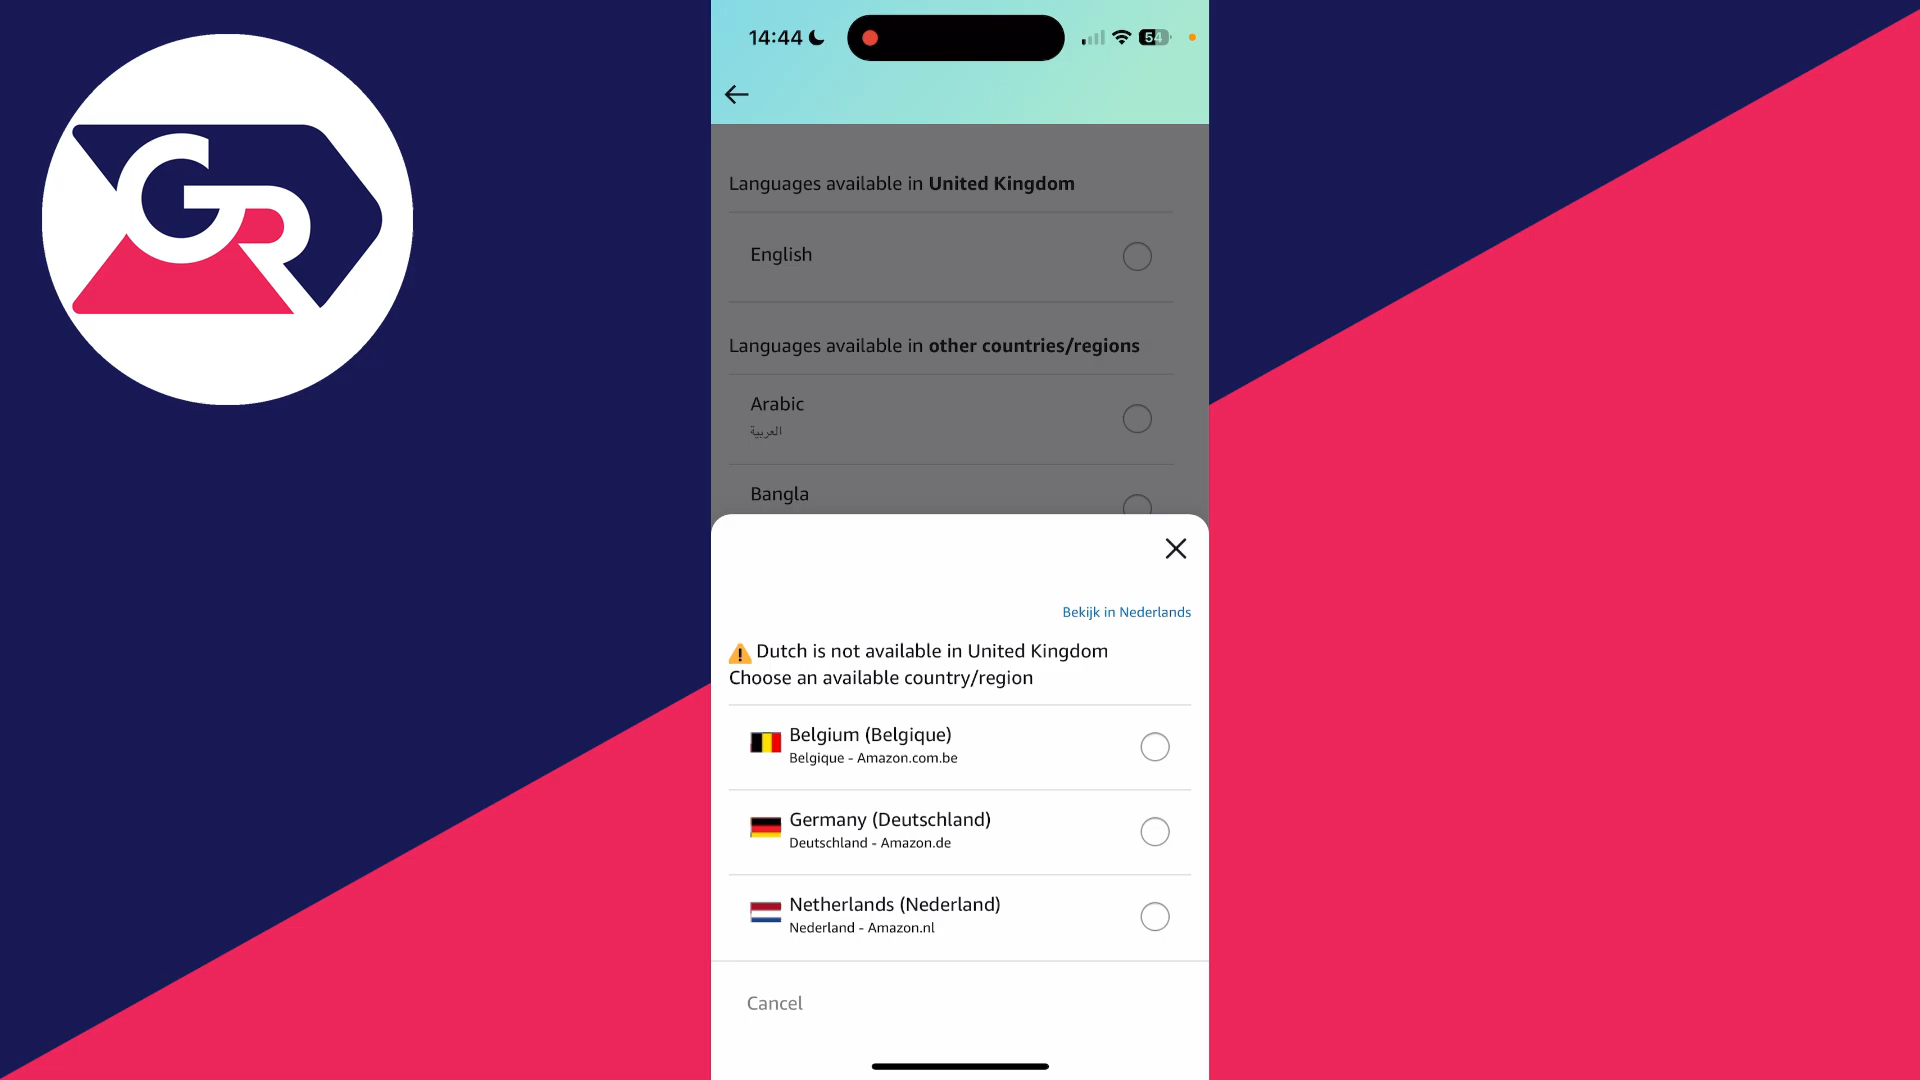 GR
14:44
54
Languages available in United Kingdom
English
Languages available in other countries/regions
Arabic
العربية
Bangla
Bekijk in Nederlands
Dutch is not available in United Kingdom
Choose an available country/region
Belgium (Belgique)
Belgique - Amazon.com.be
Germany (Deutschland)
Deutschland - Amazon.de
Netherlands (Nederland)
Nederland - Amazon.nl
Cancel